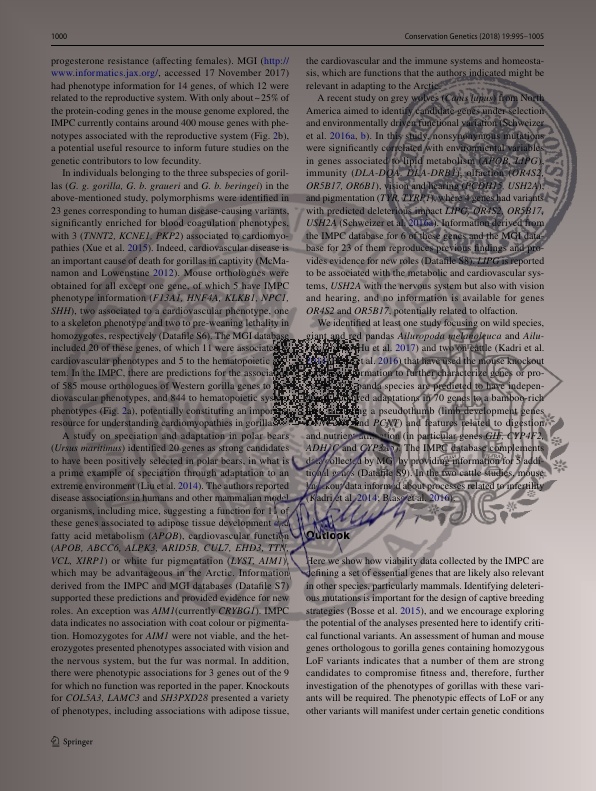 1000
Conservation Genetics (2018) 19:995–1005
progesterone resistance (affecting females). MGI (http://
www.informatics.jax.org/, accessed 17 November 2017)
had phenotype information for 14 genes, of which 12 were
related to the reproductive system. With only about ~ 25% of
the protein-coding genes in the mouse genome explored, the
IMPC currently contains around 400 mouse genes with phe-
notypes associated with the reproductive system (Fig. 2b),
a potential useful resource to inform future studies on the
genetic contributors to low fecundity.
In individuals belonging to the three subspecies of goril-
las (G. g. gorilla, G. b. graueri and G. b. beringei) in the
above-mentioned study, polymorphisms were identified in
23 genes corresponding to human disease-causing variants,
significantly enriched for blood coagulation phenotypes,
with 3 (TNNT2, KCNE1, PKP2) associated to cardiomyo-
pathies (Xue et al. 2015). Indeed, cardiovascular disease is
an important cause of death for gorillas in captivity (McMa-
namon and Lowenstine 2012). Mouse orthologues were
obtained for all except one gene, of which 5 have IMPC
phenotype information (F13A1, HNF4A, KLKB1, NPC1,
SHH), two associated to a cardiovascular phenotype, one
to a skeleton phenotype and two to pre-weaning lethality in
homozygotes, respectively (Datafile S6). The MGI database
included 20 of these genes, of which 11 were associated
cardiovascular phenotypes and 5 to the hematopoietic
tem. In the IMPC, there are predictions for the
of 585 mouse orthologues of Western gorilla genes to
diovascular phenotypes, and 844 to hematopoietic
phenotypes (Fig. 2a), potentially constituting an
resource for understanding cardiomyopathies in
A study on speciation and adaptation in polar bears
(Ursus maritimus) identified 20 genes as strong candidates
to have been positively selected in polar bears, in what is
a prime example of speciation through adaptation to an
extreme environment (Liu et al. 2014). The authors reported
disease associations in humans and other mammalian model
organisms, including mice, suggesting a function for 11 of
these genes associated to adipose tissue development and
fatty acid metabolism (APOB), cardiovascular function
(APOB, ABCC6, ALPK3, ARID5B, CUL7, EHD3, TTN,
VCL, XIRP1) or white fur pigmentation (LYST, AIM1),
which may be advantageous in the Arctic. Information
derived from the IMPC and MGI databases (Datafile S7)
supported these predictions and provided evidence for new
roles. An exception was AIM1(currently CRYBG1). IMPC
data indicates no association with coat colour or pigmenta-
tion. Homozygotes for AIM1 were not viable, and the het-
erozygotes presented phenotypes associated with vision and
the nervous system, but the fur was normal. In addition,
there were phenotypic associations for 3 genes out of the 9
for which no function was reported in the paper. Knockouts
for COL5A3, LAMC3 and SH3PXD28 presented a variety
of phenotypes, including associations with adipose tissue,
the cardiovascular and the immune systems and homeosta-
sis, which are functions that the authors indicated might be
relevant in adapting to the Arctic.
A recent study on grey wolves (Canis lupus) from North
America aimed to identify candidate genes under selection
and environmentally driven functional variation (Schweizer
et al. 2016a, b). In this study, nonsynonymous mutations
were significantly correlated with environmental variables
in genes associated to lipid metabolism (APOB, LIPG),
immunity (DLA-DOA, DLA-DRB1), olfaction (OR4S2,
OR5B17, OR6B1), vision and hearing (PCDH15, USH2A);
and pigmentation (TYR, TYRP1), where 4 genes had variants
with predicted deleterious impact LIPG, OR4S2, OR5B17,
USH2A (Schweizer et al. 2016a). Information derived from
the IMPC database for 6 of these genes and the MGI data-
base for 23 of them reproduces previous findings and pro-
vides evidence for new roles (Datafile S8). LIPG is reported
to be associated with the metabolic and cardiovascular sys-
tems, USH2A with the nervous system but also with vision
and hearing, and no information is available for genes
OR4S2 and OR5B17, potentially related to olfaction.
We identified at least one study focusing on wild species,
giant and red pandas Ailuropoda melanoleuca and Ailu-
Hu et al. 2017) and two on cattle (Kadri et al.
et al. 2016) that have used the mouse knockout
information to further characterize genes or pro-
panda species are predicted to have indepen-
adaptations in 70 genes to a bamboo-rich
a pseudothumb (limb development genes
and PCNT) and features related to digestion
and nutrient (in particular genes GIF, CYP4F2,
ADH1C and The IMPC database complements
collected by MGI by providing information for 5 addi-
tional genes (Datafile S9). In the two cattle studies, mouse
data informed about processes related to infertility
(Kadri et al. 2014; et al. 2016).
Outlook
Here we show how viability data collected by the IMPC are
defining a set of essential genes that are likely also relevant
in other species, particularly mammals. Identifying deleteri-
ous mutations is important for the design of captive breeding
strategies (Bosse et al. 2015), and we encourage exploring
the potential of the analyses presented here to identify criti-
cal functional variants. An assessment of human and mouse
genes orthologous to gorilla genes containing homozygous
LoF variants indicates that a number of them are strong
candidates to compromise fitness and, therefore, further
investigation of the phenotypes of gorillas with these vari-
ants will be required. The phenotypic effects of LoF or any
other variants will manifest under certain genetic conditions
Springer